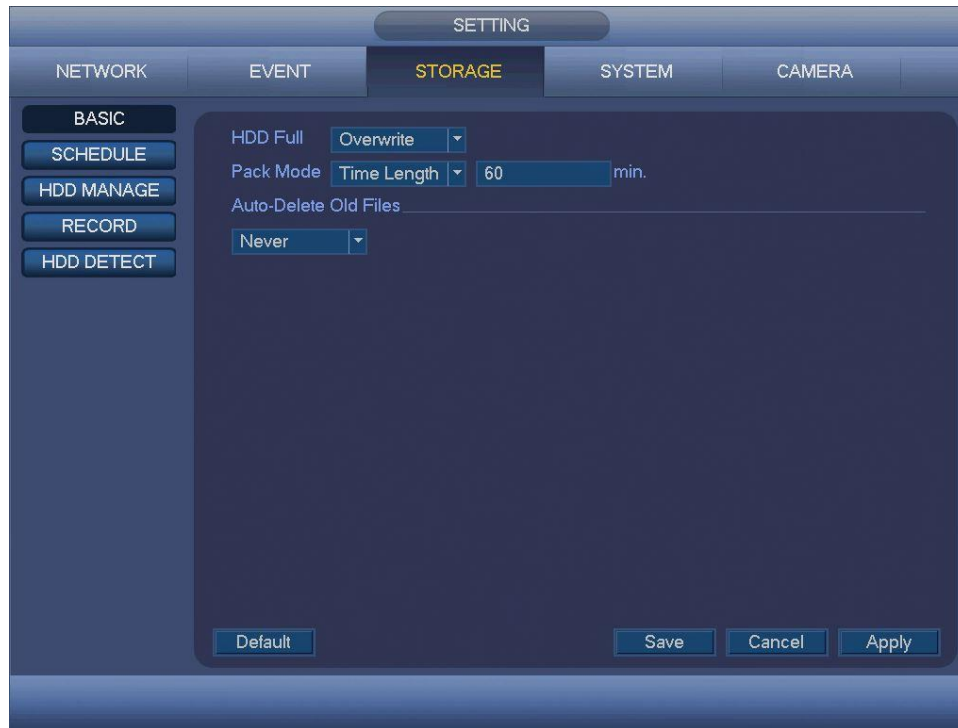 SETTING
NETWORK EVENT STORAGE SYSTEM CAMERA
BASIC
SCHEDULE
HDD MANAGE
RECORD
HDD DETECT
HDD Full Overwrite
Pack Mode Time Length 60 min.
Auto-Delete Old Files
Never
Default Save Cancel Apply